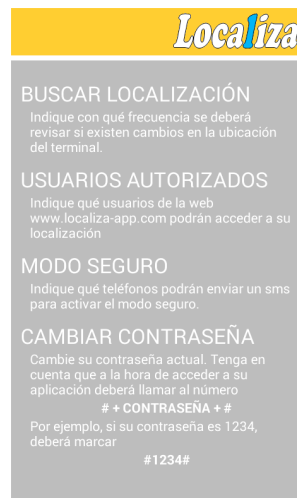 Localiza
BUSCAR LOCALIZACIÓN
Indique con qué frecuencia se deberá
revisar si existen cambios en la ubicación
del terminal.
USUARIOS AUTORIZADOS
Indique qué usuarios de la web
www.localiza-app.com podrán acceder a su
localización
MODO SEGURO
Indique qué teléfonos podrán enviar un sms
para activar el modo seguro.
CAMBIAR CONTRASEÑA
Cambie su contraseña actual. Tenga en
cuenta que a la hora de acceder a su
aplicación deberá llamar al número
# + CONTRASEÑA + #
Por ejemplo, si su contraseña es 1234,
deberá marcar
#1234#